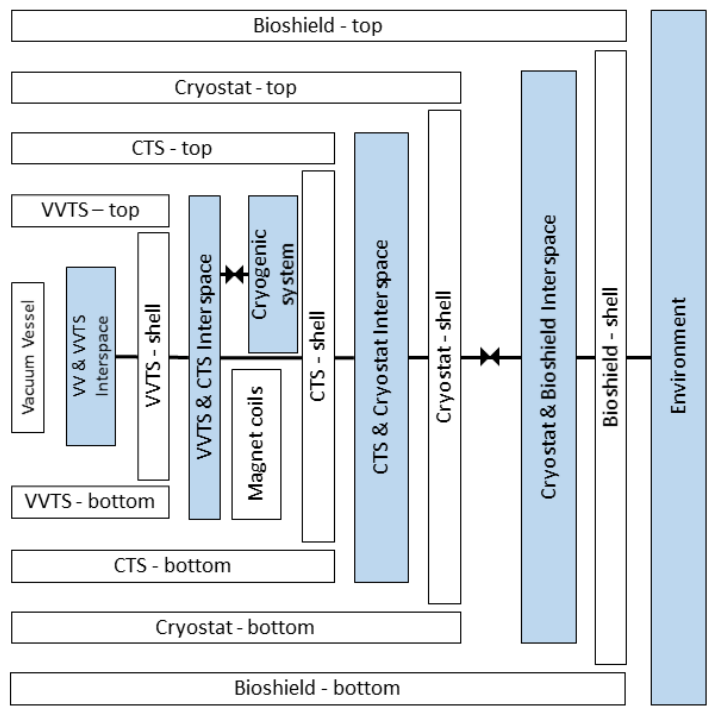 Bioshield - top
Cryostat - top
CTS - top
VVTS – top
Vacuum Vessel
VV & VVTS
Interspace
VVTS - shell
VVTS & CTS Interspace
Cryogenic
system
Magnet coils
CTS - shell
CTS & Cryostat Interspace
Cryostat - shell
Cryostat & Bioshield Interspace
Bioshield - shell
Environment
VVTS - bottom
CTS - bottom
Cryostat - bottom
Bioshield - bottom